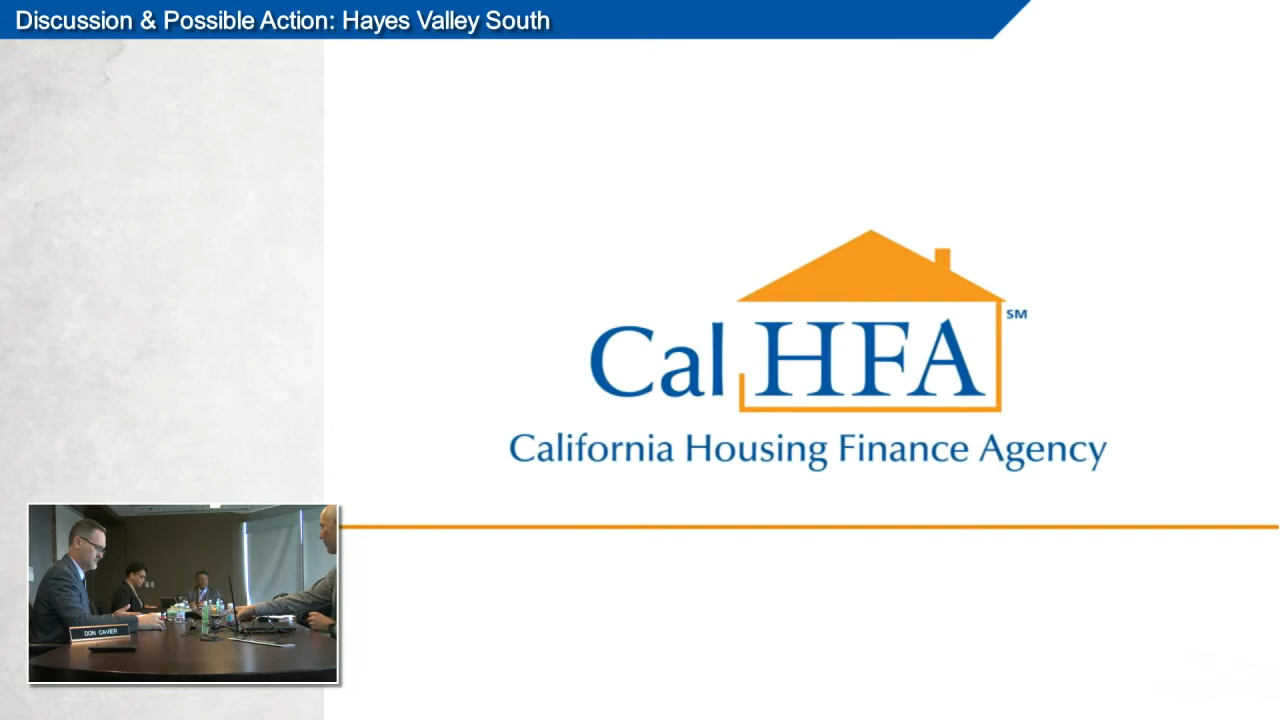 Discussion & Possible Action: Hayes Valley South
Cal HFA SM
California Housing Finance Agency
DON CAVIER